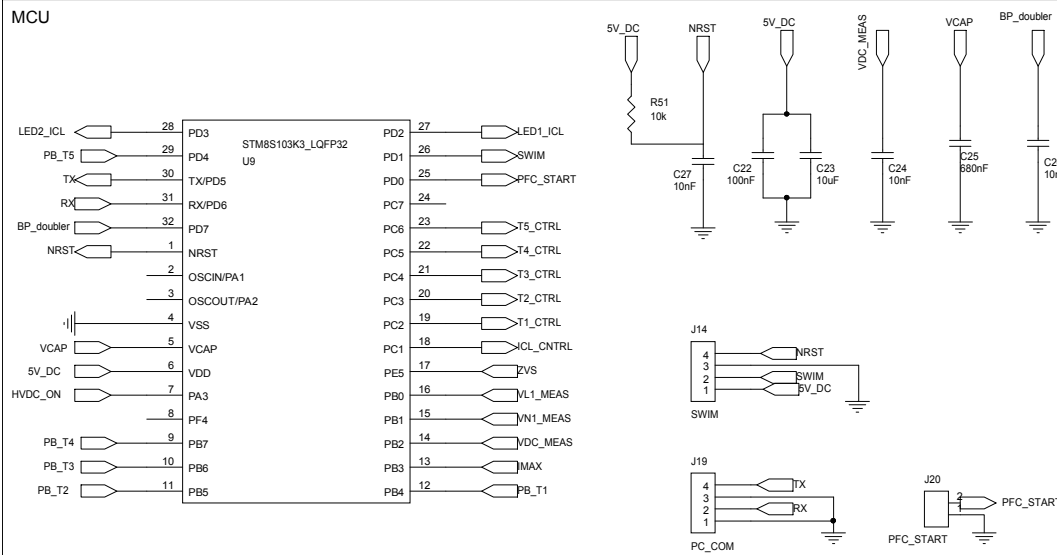 MCU
5V_DC
NRST
5V_DC
VDC_MEAS
VCAP
BP_doubler
R51
10k
C27
10nF
C22
100nF
C23
10uF
C24
10nF
C25
680nF
LED2_ICL 28 PD3
PB_T5 29 PD4
TX 30 TX/PD5
RX 31 RX/PD6
BP_doubler 32 PD7
NRST 1 NRST
2 OSCIN/PA1
3 OSCOUT/PA2
4 VSS
VCAP 5 VCAP
5V_DC 6 VDD
HVDC_ON 7 PA3
8 PF4
PB_T4 9 PB7
PB_T3 10 PB6
PB_T2 11 PB5
STM8S103K3_LQFP32
U9
PD2 27 LED1_ICL
PD1 26 SWIM
PD0 25 PFC_START
PC7 24
PC6 23 T5_CTRL
PC5 22 T4_CTRL
PC4 21 T3_CTRL
PC3 20 T2_CTRL
PC2 19 T1_CTRL
PC1 18 ICL_CNTRL
PE5 17 ZVS
PB0 16 VL1_MEAS
PB1 15 VN1_MEAS
PB2 14 VDC_MEAS
PB3 13 IMAX
PB4 12 PB_T1
J14
4 NRST
3
2 SWIM
1 5V_DC
SWIM
J19
4 TX
3
2 RX
1
PC_COM
J20
2 PFC_START
1
PFC_START